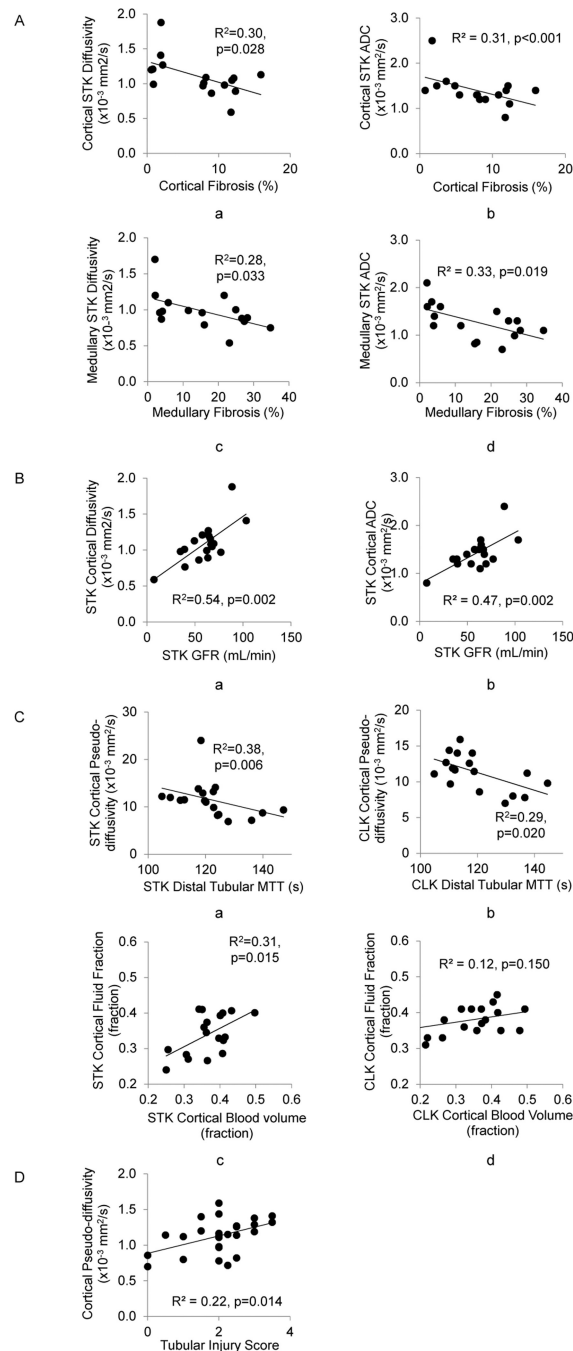 A
Cortical STK Diffusivity
(x10-3 mm2/s)
2.0
1.5
1.0
0.5
0.0
R2=0.30,
p=0.028
0
10
20
Cortical Fibrosis (%)
a
Cortical STK ADC
(x10-3 mm2/s)
3.0
2.0
1.0
0.0
R² = 0.31, p<0.001
0
10
20
Cortical Fibrosis (%)
b
Medullary STK Diffusivity
(x10-3 mm2/s)
2.0
1.5
1.0
0.5
0.0
R2=0.28,
p=0.033
0
10
20
30
40
Medullary Fibrosis (%)
c
Medullary STK ADC
(x10-3 mm2/s)
3.0
2.0
1.0
0.0
R² = 0.33, p=0.019
0
10
20
30
40
Medullary Fibrosis (%)
d
B
STK Cortical Diffusivity
(x10-3 mm2/s)
2.0
1.5
1.0
0.5
0.0
R2=0.54, p=0.002
0
50
100
150
STK GFR (mL/min)
a
STK Cortical ADC
(x10-3 mm2/s)
3.0
2.0
1.0
0.0
R² = 0.47, p=0.002
0
50
100
150
STK GFR (mL/min)
b
C
STK Cortical Pseudo-
diffusivity (x10-3 mm2/s)
30
20
10
0
R2=0.38,
p=0.006
100
120
140
STK Distal Tubular MTT (s)
a
CLK Cortical Pseudo-
diffusivity (10-3 mm2/s)
20
15
10
5
0
R2=0.29,
p=0.020
100
120
140
CLK Distal Tubular MTT (s)
b
STK Cortical Fluid Fraction
(fraction)
0.6
0.5
0.4
0.3
0.2
R2=0.31,
p=0.015
0.2
0.3
0.4
0.5
0.6
STK Cortical Blood volume
(fraction)
c
CLK Cortical Fluid Fraction
(fraction)
0.6
0.5
0.4
0.3
0.2
R² = 0.12, p=0.150
0.2
0.3
0.4
0.5
0.6
CLK Cortical Blood Volume
(fraction)
d
D
Cortical Pseudo-diffusivity
(x10-3 mm2/s)
2.0
1.5
1.0
0.5
0.0
R² = 0.22, p=0.014
0
2
4
Tubular Injury Score